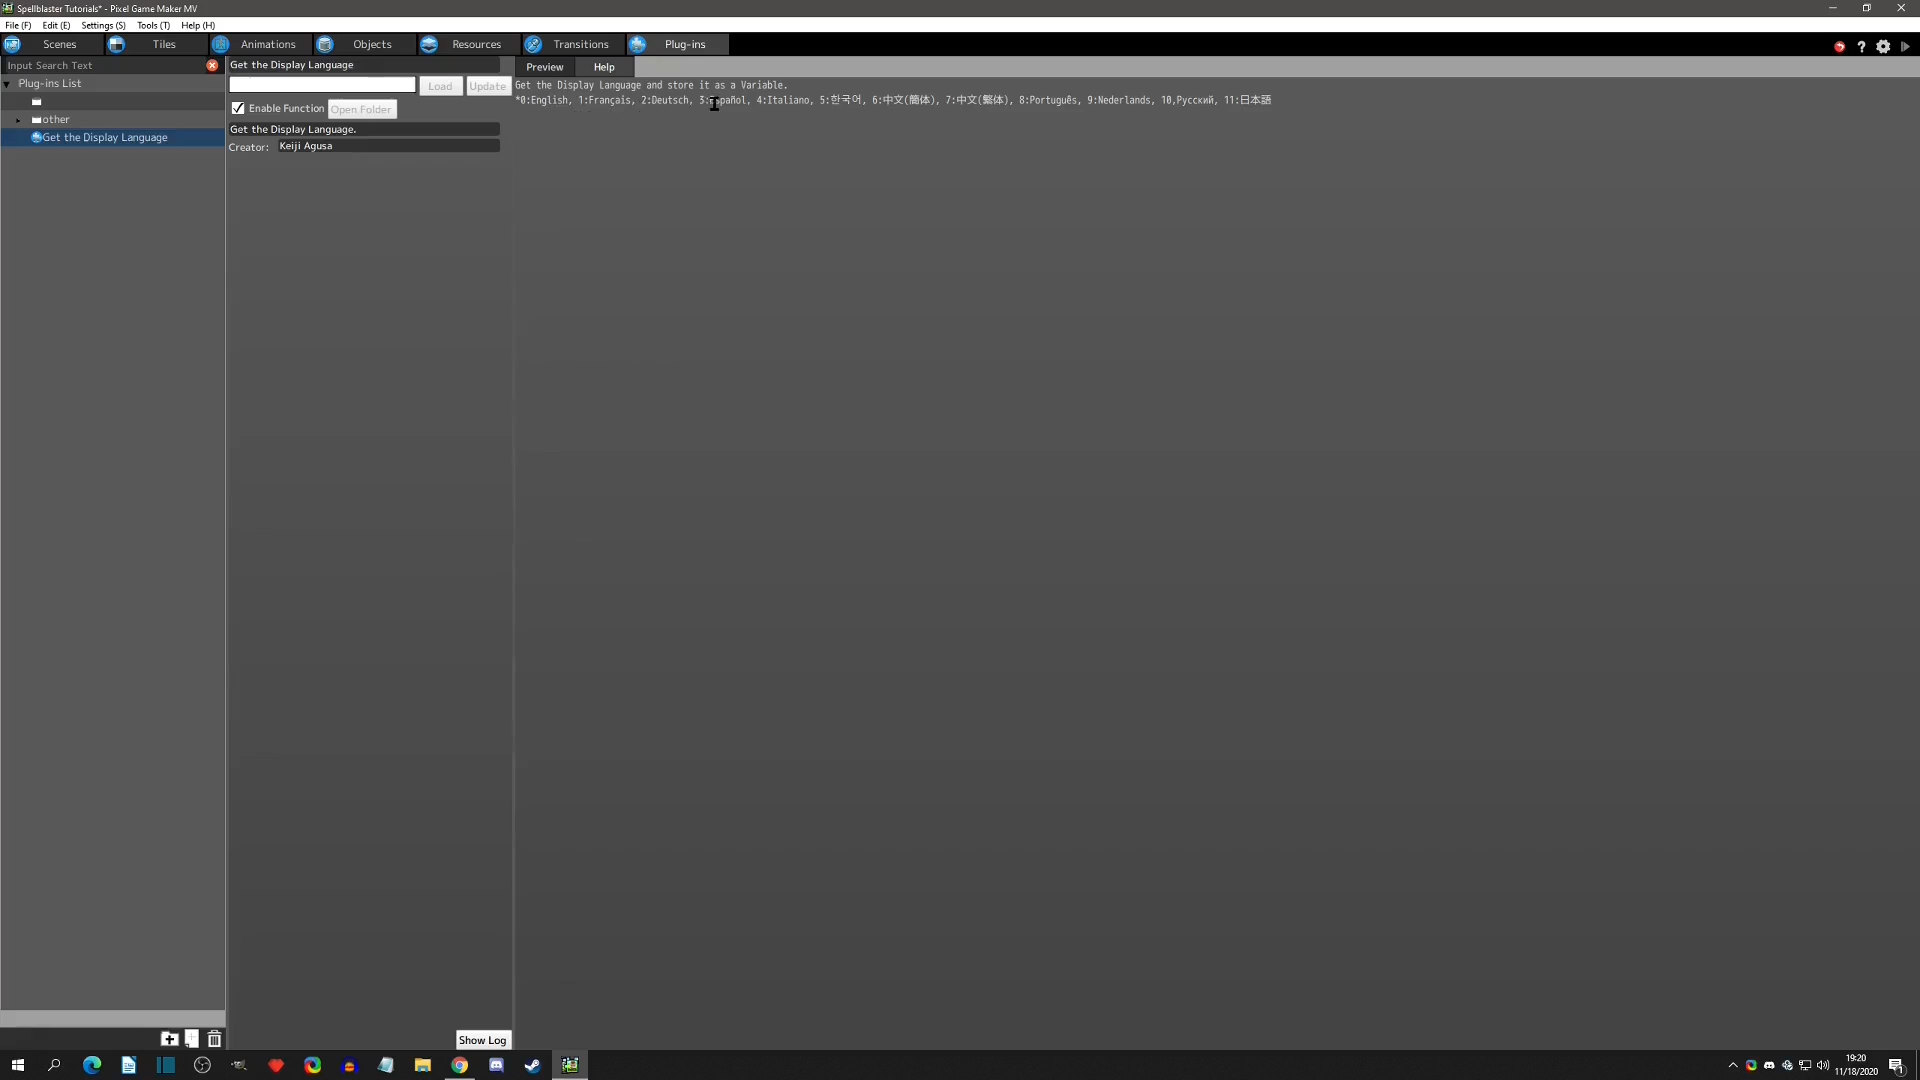 Spellblaster Tutorials* - Pixel Game Maker MV
File (F) Edit (E) Settings (S) Tools (T) Help (H)
Scenes Tiles Animations Objects Resources Transitions Plug-ins
Input Search Text
Plug-ins List
other
Get the Display Language
Get the Display Language
Load Update
Enable Function Open Folder
Get the Display Language.
Creator: Keiji Agusa
Preview Help
Get the Display Language and store it as a Variable.
*0:English, 1:Français, 2:Deutsch, 3:Español, 4:Italiano, 5:한국어, 6:中文(簡体), 7:中文(繁体), 8:Português, 9:Nederlands, 10,Русский, 11:日本語
Show Log
19:20
11/18/2020